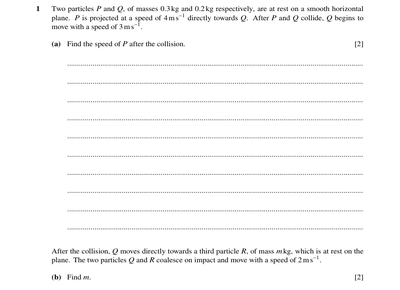 1 Two particles P and Q, of masses 0.3 kg and 0.2 kg respectively, are at rest on a smooth horizontal
plane. P is projected at a speed of 4 m s⁻¹ directly towards Q. After P and Q collide, Q begins to
move with a speed of 3 m s⁻¹.
(a) Find the speed of P after the collision. [2]
After the collision, Q moves directly towards a third particle R, of mass m kg, which is at rest on the
plane. The two particles Q and R coalesce on impact and move with a speed of 2 m s⁻¹.
(b) Find m. [2]